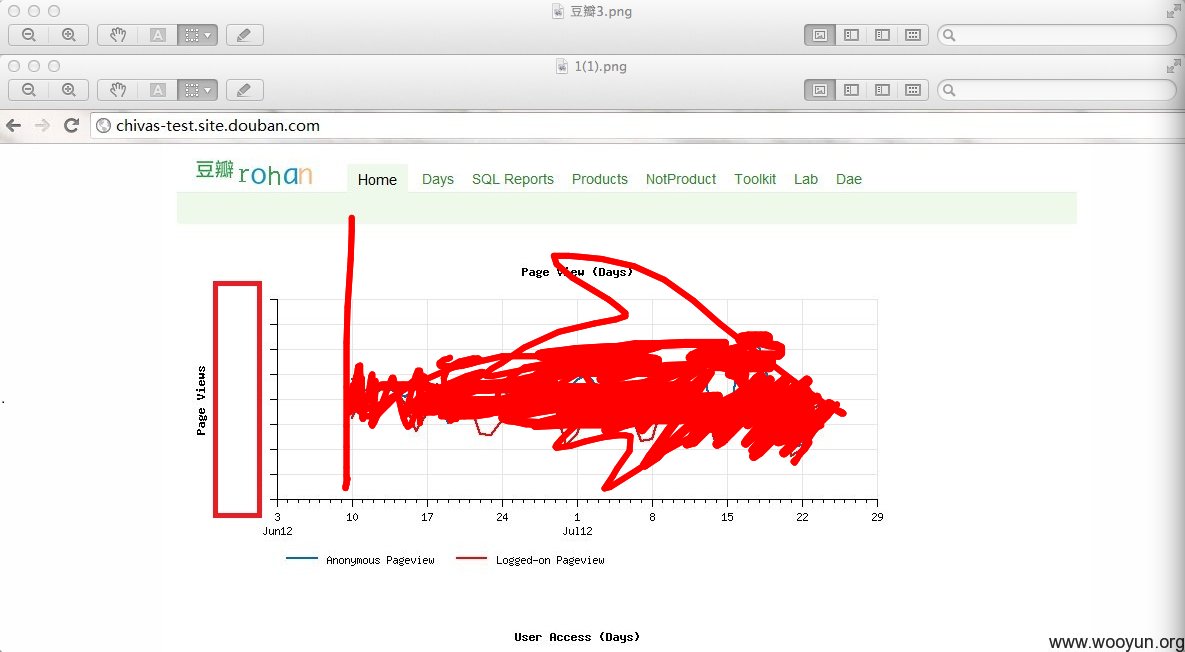 豆瓣3.png
1(1).png
chivas-test.site.douban.com
豆瓣 rohan
Home Days SQL Reports Products NotProduct Toolkit Lab Dae
Page View (Days)
Page Views
3 10 17 24 1 8 15 22 29
Jun12 Jul12
Anonymous Pageview Logged-on Pageview
User Access (Days)
www.wooyun.org